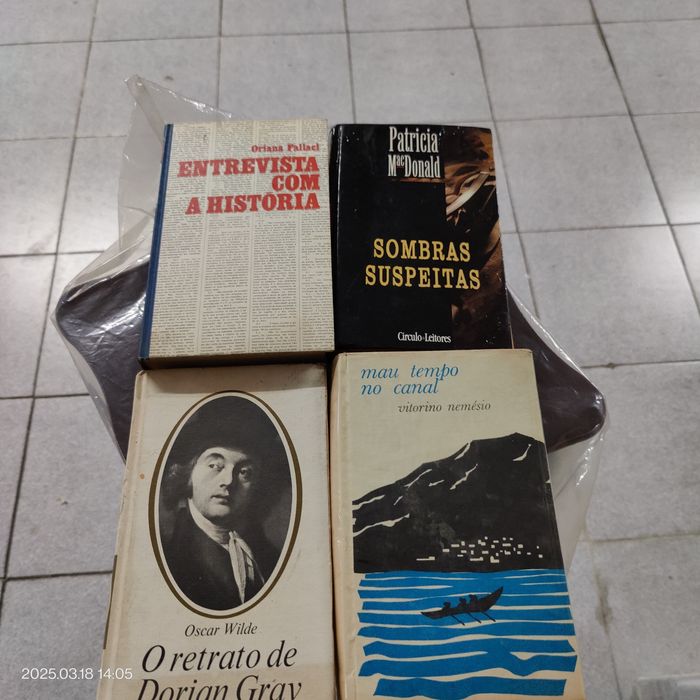 Oriana Fallaci
ENTREVISTA
COM
A HISTÓRIA
Patricia
MacDonald
SOMBRAS
SUSPEITAS
Círculo-Leitores
mau tempo
no canal
vitorino nemésio
Oscar Wilde
O retrato de
Dorian Gray
2025.03.18 14:05